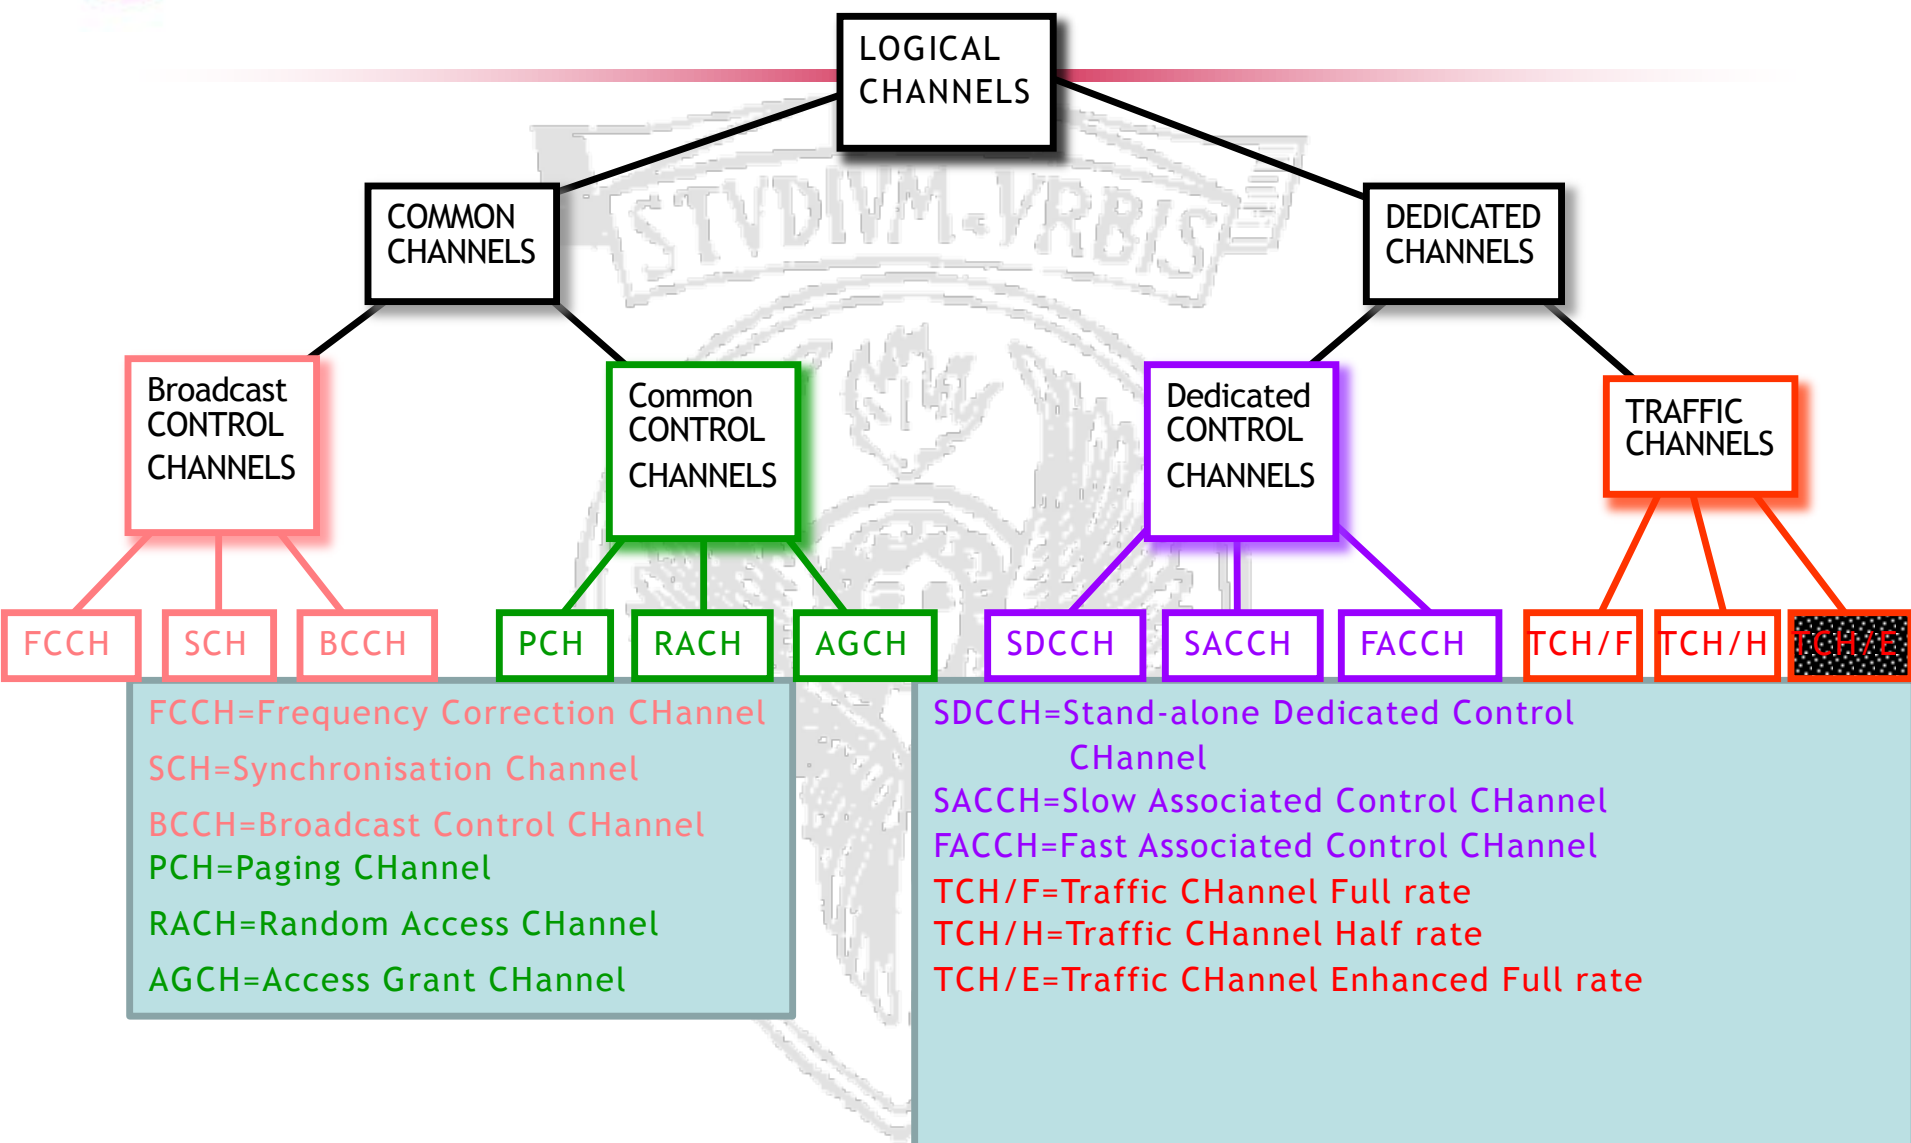 LOGICAL
CHANNELS
STVDIVM·VRBIS
COMMON
CHANNELS
DEDICATED
CHANNELS
Broadcast
CONTROL
CHANNELS
Common
CONTROL
CHANNELS
Dedicated
CONTROL
CHANNELS
TRAFFIC
CHANNELS
FCCH
SCH
BCCH
PCH
RACH
AGCH
SDCCH
SACCH
FACCH
TCH/F
TCH/H
TCH/E
FCCH=Frequency Correction CHannel
SCH=Synchronisation Channel
BCCH=Broadcast Control CHannel
PCH=Paging CHannel
RACH=Random Access CHannel
AGCH=Access Grant CHannel
SDCCH=Stand-alone Dedicated Control
CHannel
SACCH=Slow Associated Control CHannel
FACCH=Fast Associated Control CHannel
TCH/F=Traffic CHannel Full rate
TCH/H=Traffic CHannel Half rate
TCH/E=Traffic CHannel Enhanced Full rate